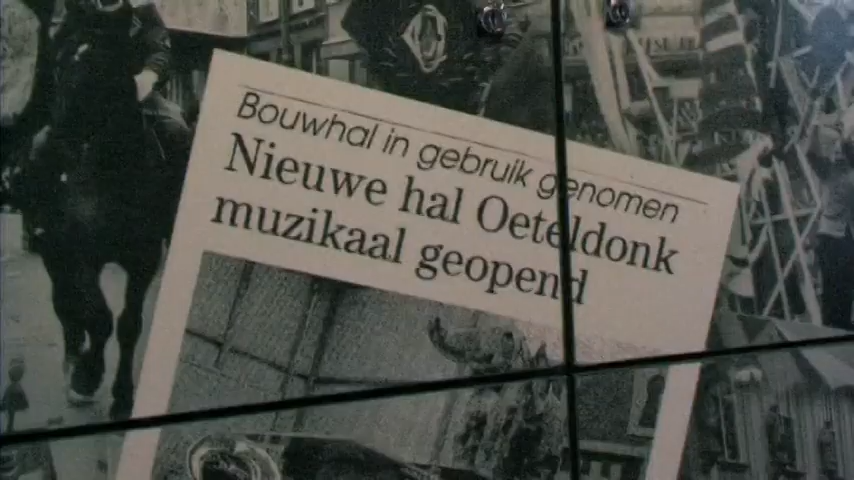 Bouwhal in gebruik genomen
Nieuwe hal Oeteldonk
muzikaal geopend